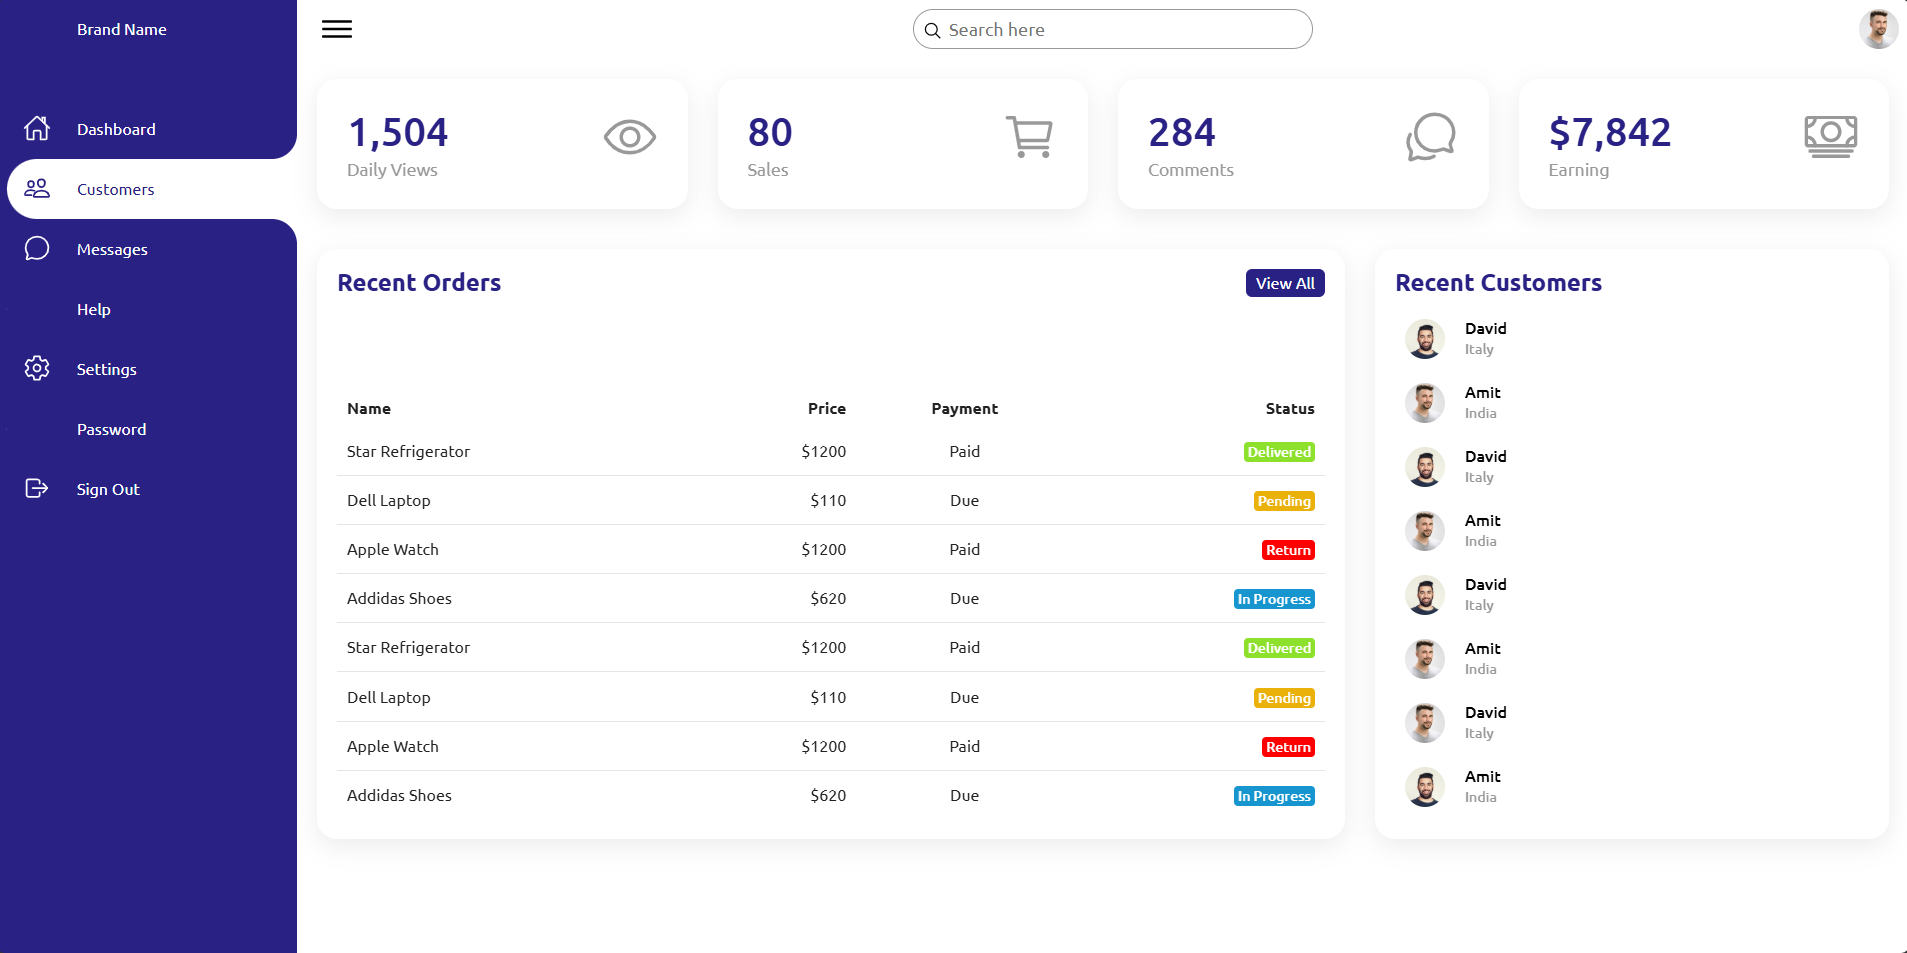 Brand Name
Search here
Dashboard
Customers
Messages
Help
Settings
Password
Sign Out
1,504
Daily Views
80
Sales
284
Comments
$7,842
Earning
Recent Orders
View All
Name Price Payment Status
Star Refrigerator $1200 Paid Delivered
Dell Laptop $110 Due Pending
Apple Watch $1200 Paid Return
Addidas Shoes $620 Due In Progress
Star Refrigerator $1200 Paid Delivered
Dell Laptop $110 Due Pending
Apple Watch $1200 Paid Return
Addidas Shoes $620 Due In Progress
Recent Customers
David
Italy
Amit
India
David
Italy
Amit
India
David
Italy
Amit
India
David
Italy
Amit
India